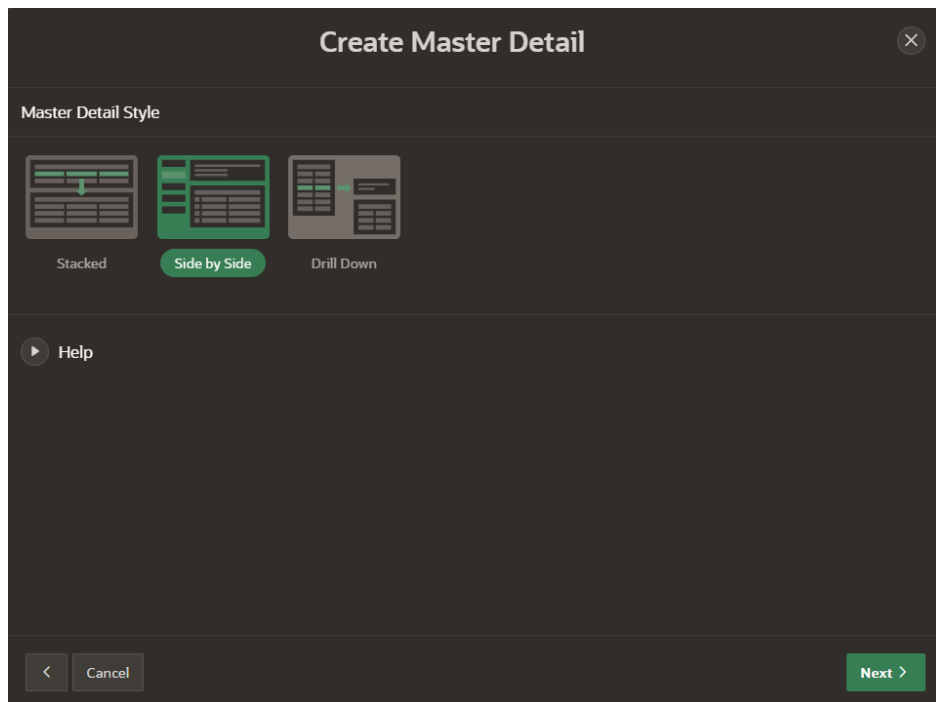 Create Master Detail
Master Detail Style
Stacked
Side by Side
Drill Down
Help
Cancel
Next